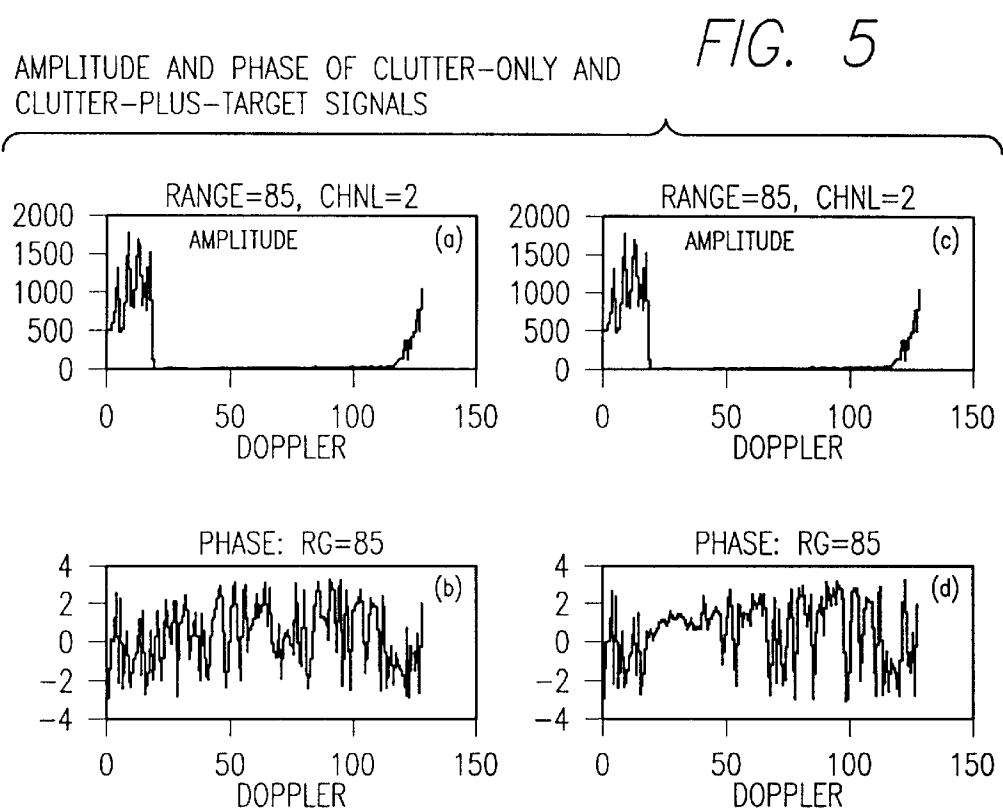 FIG. 5
AMPLITUDE AND PHASE OF CLUTTER-ONLY AND
CLUTTER-PLUS-TARGET SIGNALS
RANGE=85, CHNL=2
2000
1500
1000
500
0
AMPLITUDE (a)
0 50 100 150
DOPPLER
RANGE=85, CHNL=2
2000
1500
1000
500
0
AMPLITUDE (c)
0 50 100 150
DOPPLER
PHASE: RG=85
4
2
0
-2
-4
(b)
0 50 100 150
DOPPLER
PHASE: RG=85
4
2
0
-2
-4
(d)
0 50 100 150
DOPPLER